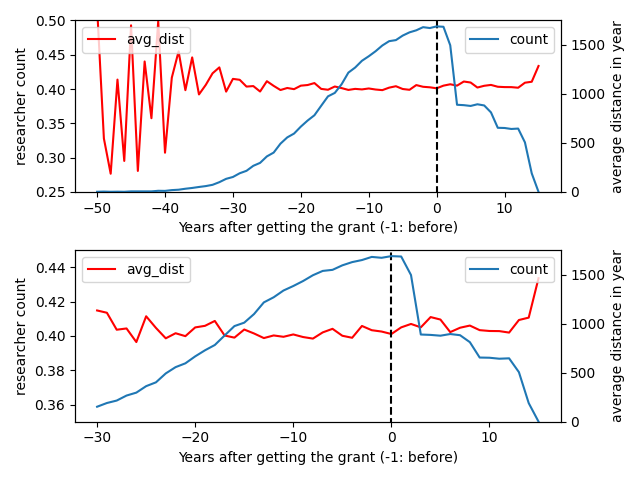 0.50
0.45
0.40
0.35
0.30
0.25
researcher count
avg_dist
count
1500
1000
500
0
average distance in year
−50 −40 −30 −20 −10 0 10
Years after getting the grant (-1: before)
0.44
0.42
0.40
0.38
0.36
researcher count
avg_dist
count
1500
1000
500
0
average distance in year
−30 −20 −10 0 10
Years after getting the grant (-1: before)